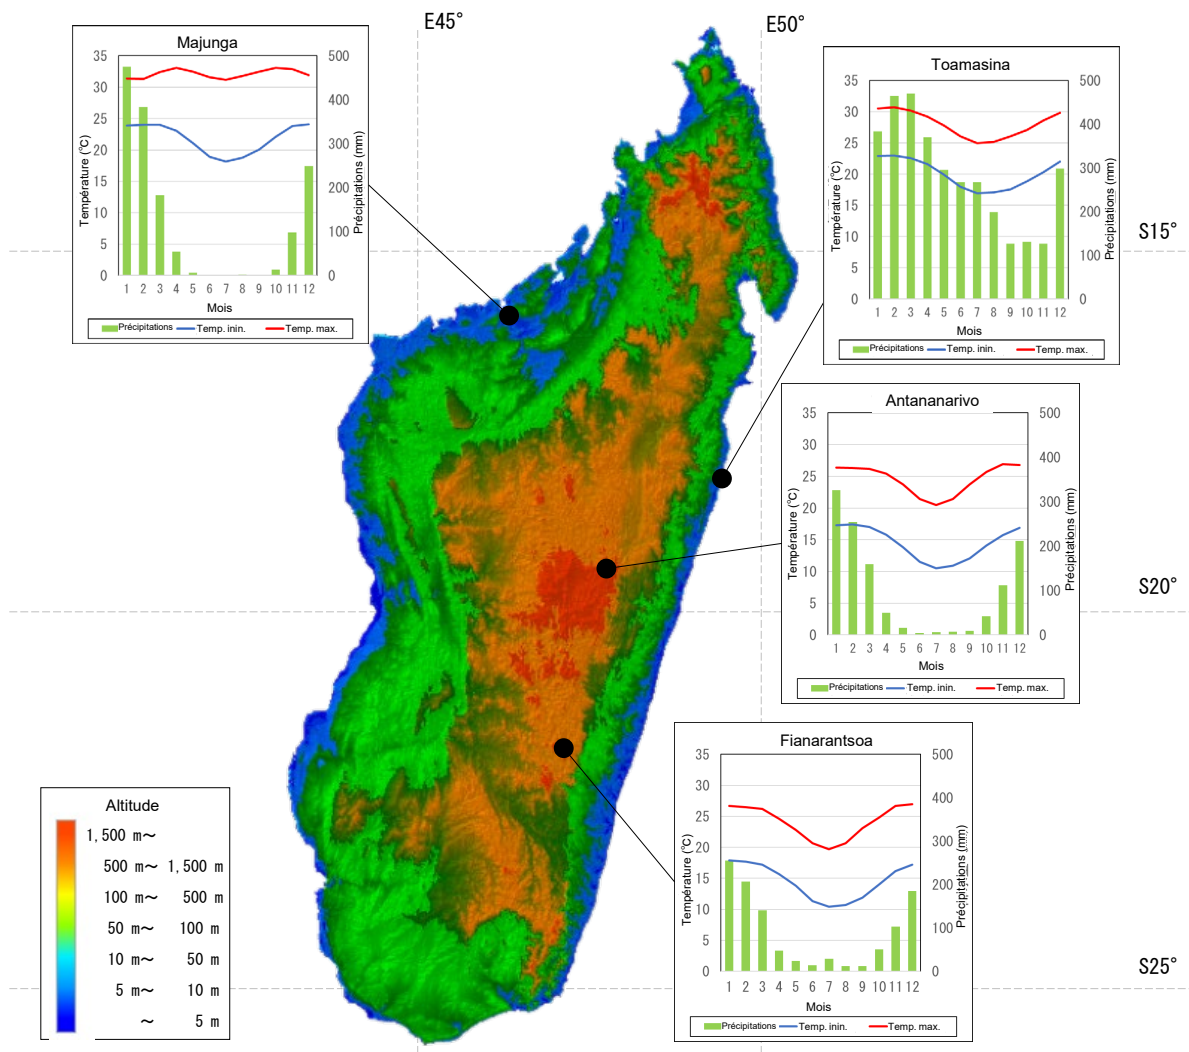 E45°
E50°
S15°
S20°
S25°
Majunga
35
30
25
20
15
10
5
0
500
400
300
200
100
0
Température (°C)
Précipitations (mm)
1 2 3 4 5 6 7 8 9 10 11 12
Mois
Précipitations Temp. inin. Temp. max.
Toamasina
35
30
25
20
15
10
5
0
500
400
300
200
100
0
Température (°C)
Précipitations (mm)
1 2 3 4 5 6 7 8 9 10 11 12
Mois
Précipitations Temp. inin. Temp. max.
Antananarivo
35
30
25
20
15
10
5
0
500
400
300
200
100
0
Température (°C)
Précipitations (mm)
1 2 3 4 5 6 7 8 9 10 11 12
Mois
Précipitations Temp. inin. Temp. max.
Fianarantsoa
35
30
25
20
15
10
5
0
500
400
300
200
100
0
Température (°C)
Précipitations (mm)
1 2 3 4 5 6 7 8 9 10 11 12
Mois
Précipitations Temp. inin. Temp. max.
Altitude
1,500 m～
500 m～ 1,500 m
100 m～ 500 m
50 m～ 100 m
10 m～ 50 m
5 m～ 10 m
～ 5 m